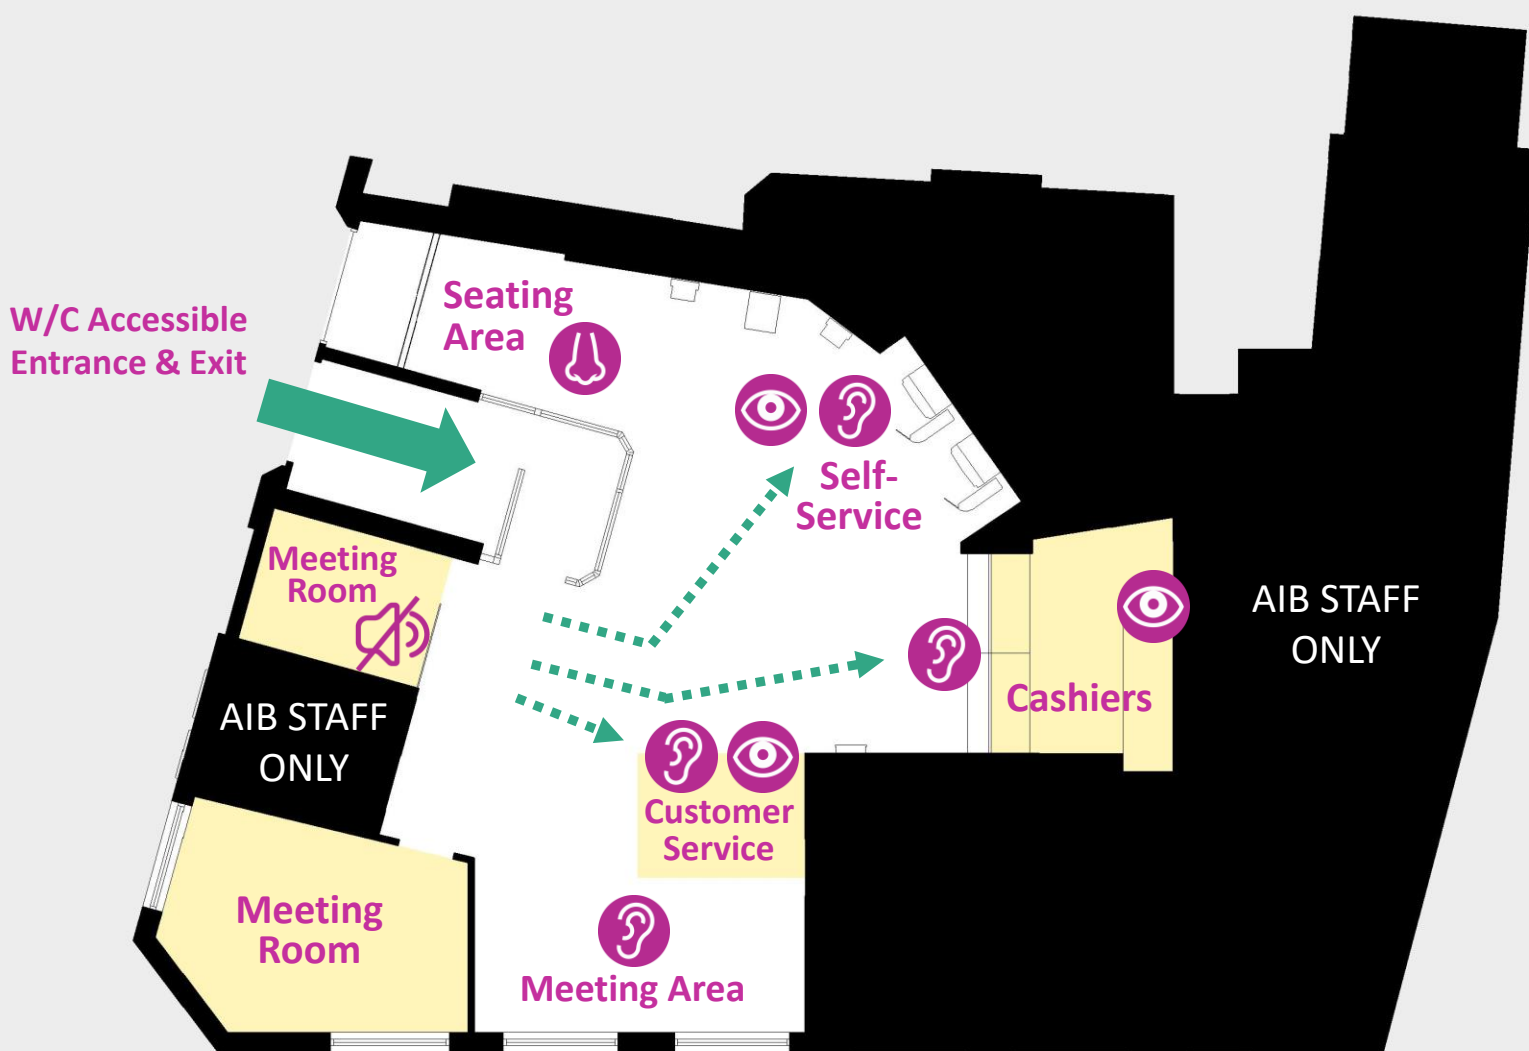 Seating
Area
W/C Accessible
Entrance & Exit
Self-
Service
Meeting
Room
AIB STAFF
ONLY
Cashiers
AIB STAFF
ONLY
Customer
Service
Meeting
Room
Meeting Area